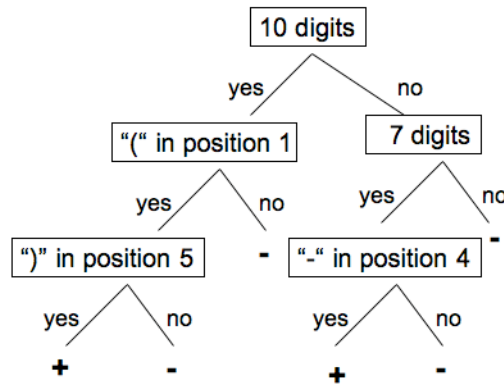 10 digits
yes no
“(“ in position 1 7 digits
yes no yes no
“)” in position 5 - “-“ in position 4 -
yes no yes no
+ - + -